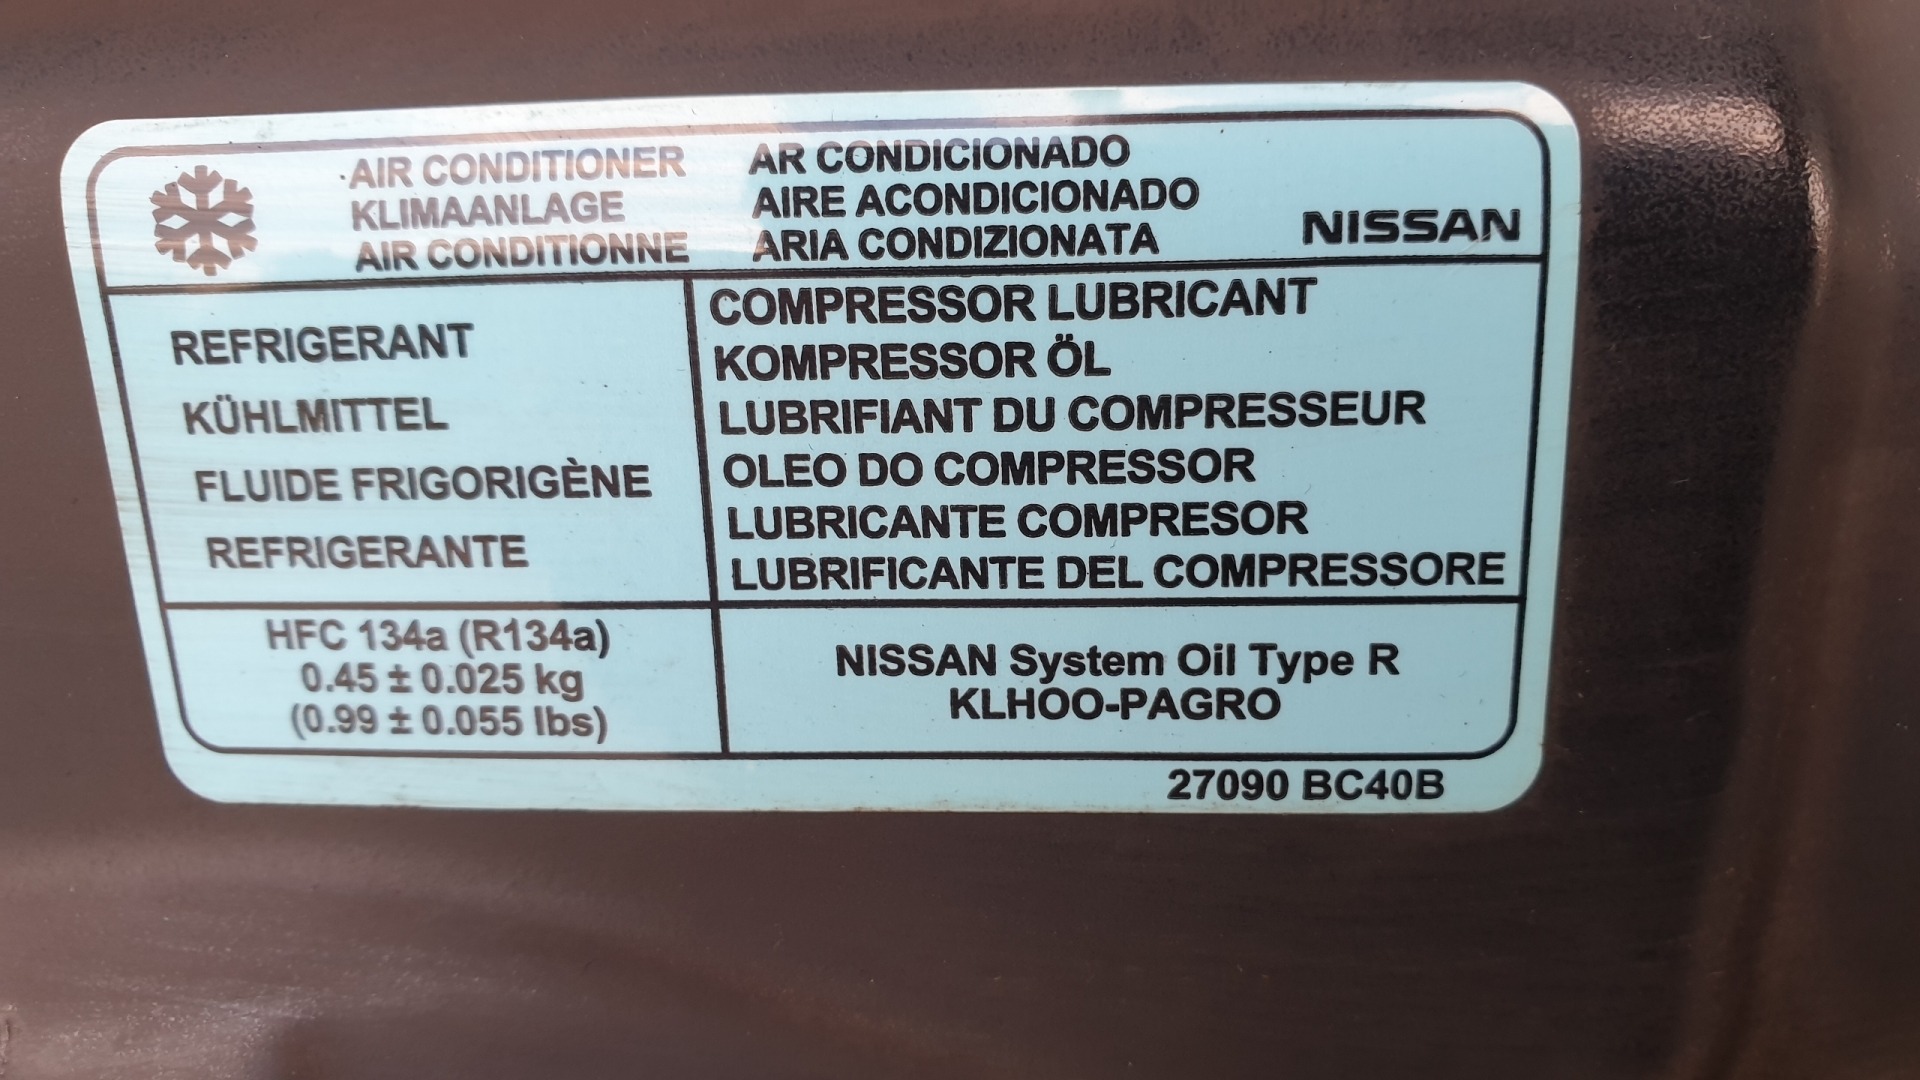 AIR CONDITIONER
KLIMAANLAGE
AIR CONDITIONNE
AR CONDICIONADO
AIRE ACONDICIONADO
ARIA CONDIZIONATA
NISSAN
REFRIGERANT
KÜHLMITTEL
FLUIDE FRIGORIGÈNE
REFRIGERANTE
COMPRESSOR LUBRICANT
KOMPRESSOR ÖL
LUBRIFIANT DU COMPRESSEUR
OLEO DO COMPRESSOR
LUBRICANTE COMPRESOR
LUBRIFICANTE DEL COMPRESSORE
HFC 134a (R134a)
0.45 ± 0.025 kg
(0.99 ± 0.055 lbs)
NISSAN System Oil Type R
KLHOO-PAGRO
27090 BC40B